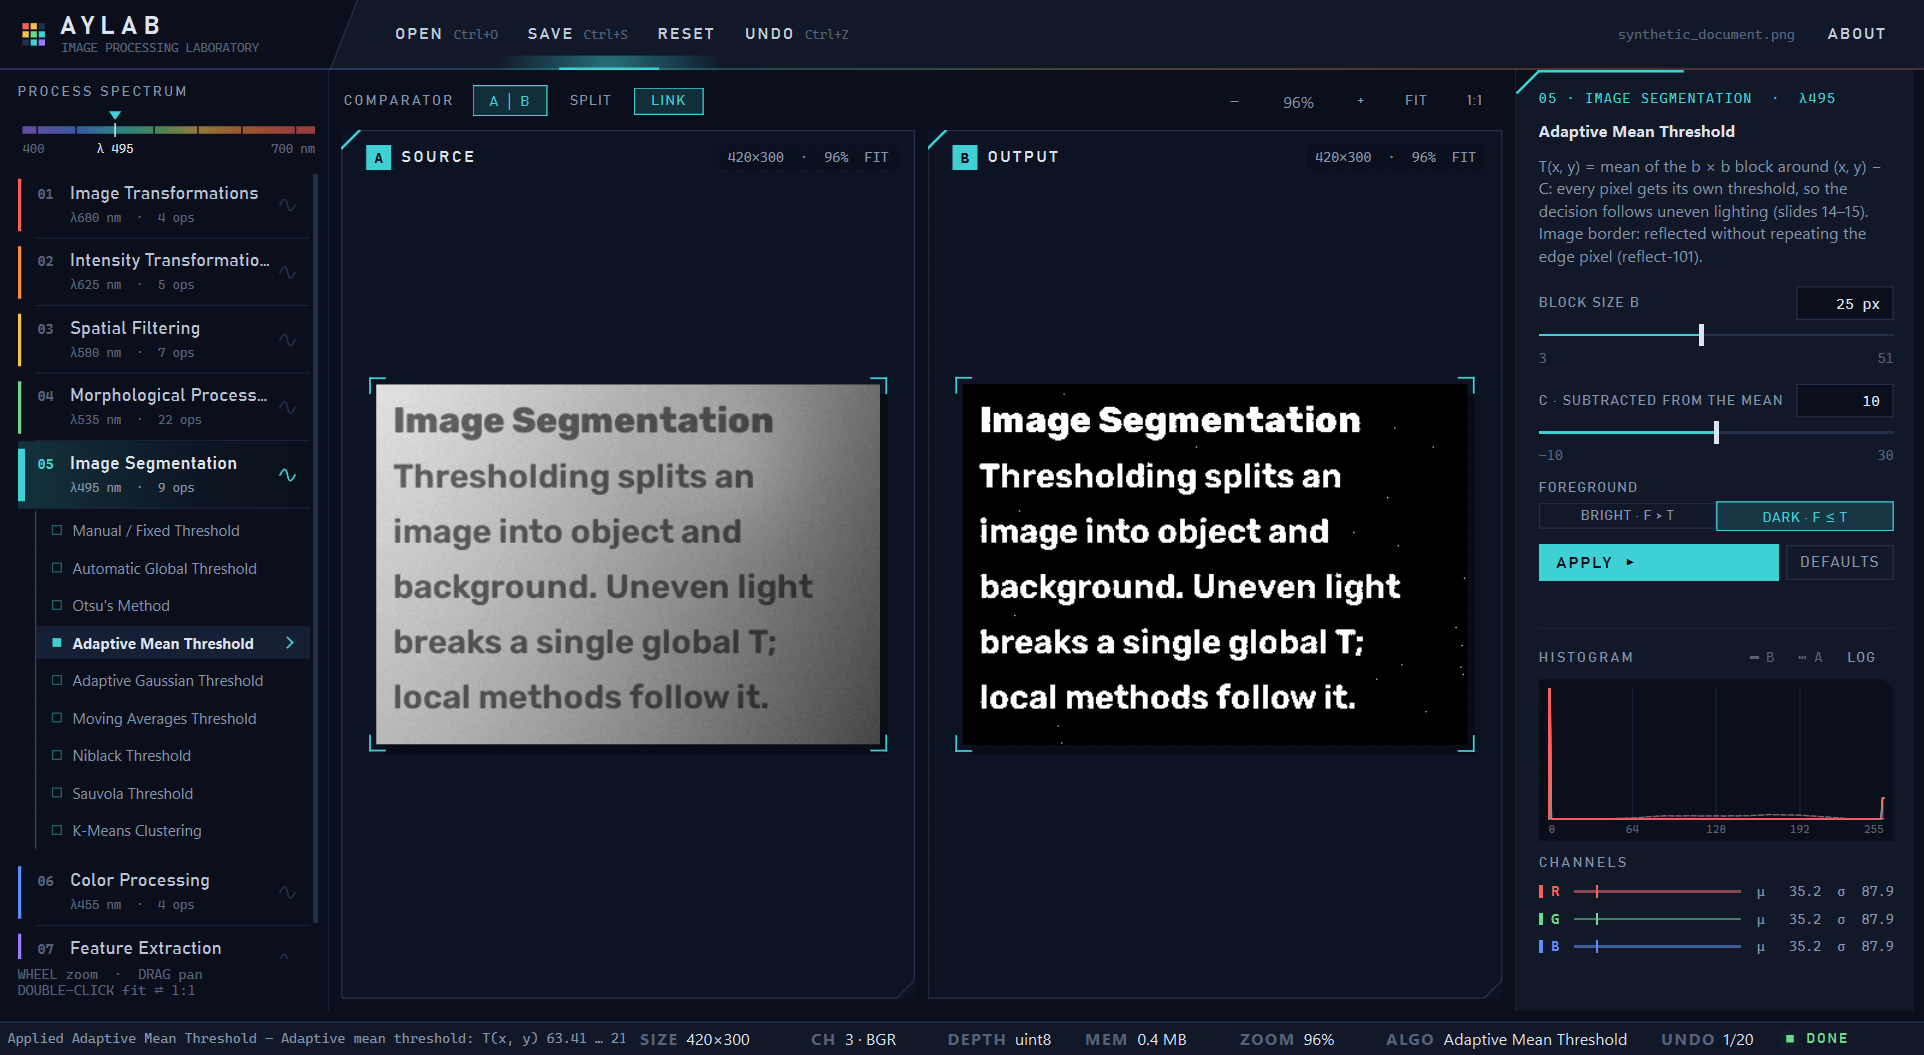 AYLAB
IMAGE PROCESSING LABORATORY
OPEN Ctrl+O SAVE Ctrl+S RESET UNDO Ctrl+Z
synthetic_document.png ABOUT
PROCESS SPECTRUM
400 λ 495 700 nm
01 Image Transformations
λ680 nm · 4 ops
02 Intensity Transformatio…
λ625 nm · 5 ops
03 Spatial Filtering
λ580 nm · 7 ops
04 Morphological Process…
λ535 nm · 22 ops
05 Image Segmentation
λ495 nm · 9 ops
Manual / Fixed Threshold
Automatic Global Threshold
Otsu's Method
Adaptive Mean Threshold
Adaptive Gaussian Threshold
Moving Averages Threshold
Niblack Threshold
Sauvola Threshold
K-Means Clustering
06 Color Processing
λ455 nm · 4 ops
07 Feature Extraction
WHEEL zoom · DRAG pan
DOUBLE-CLICK fit ⇄ 1:1
COMPARATOR A | B SPLIT LINK
− 96% + FIT 1:1
A SOURCE 420×300 · 96% FIT
Image Segmentation
Thresholding splits an
image into object and
background. Uneven light
breaks a single global T;
local methods follow it.
B OUTPUT 420×300 · 96% FIT
Image Segmentation
Thresholding splits an
image into object and
background. Uneven light
breaks a single global T;
local methods follow it.
05 · IMAGE SEGMENTATION · λ495
Adaptive Mean Threshold
T(x, y) = mean of the b × b block around (x, y) −
C: every pixel gets its own threshold, so the
decision follows uneven lighting (slides 14–15).
Image border: reflected without repeating the
edge pixel (reflect-101).
BLOCK SIZE B 25 px
3 51
C · SUBTRACTED FROM THE MEAN 10
−10 30
FOREGROUND
BRIGHT · F > T DARK · F ≤ T
APPLY ▸ DEFAULTS
HISTOGRAM B A LOG
0 64 128 192 255
CHANNELS
R μ 35.2 σ 87.9
G μ 35.2 σ 87.9
B μ 35.2 σ 87.9
Applied Adaptive Mean Threshold — Adaptive mean threshold: T(x, y) 63.41 … 21 SIZE 420×300 CH 3 · BGR DEPTH uint8 MEM 0.4 MB ZOOM 96% ALGO Adaptive Mean Threshold UNDO 1/20 DONE